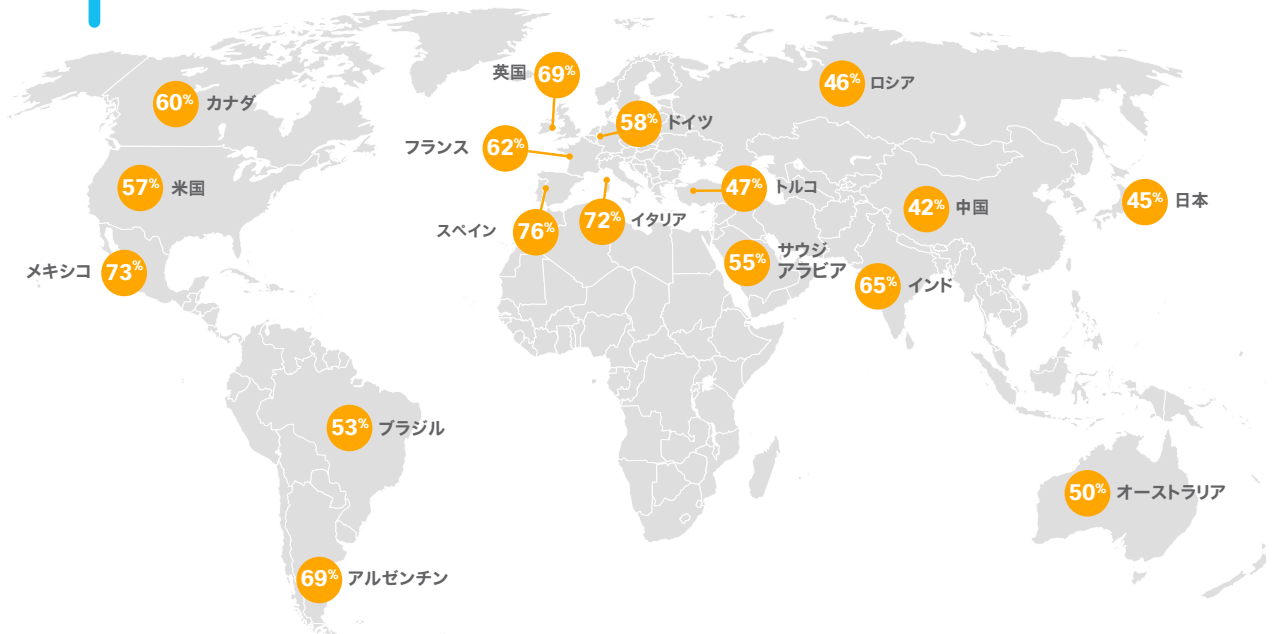 英国 69%
46% ロシア
60% カナダ
58% ドイツ
フランス 62%
57% 米国
47% トルコ
45% 日本
42% 中国
スペイン 76%
72% イタリア
55% サウジ
アラビア
メキシコ 73%
65% インド
53% ブラジル
50% オーストラリア
69% アルゼンチン